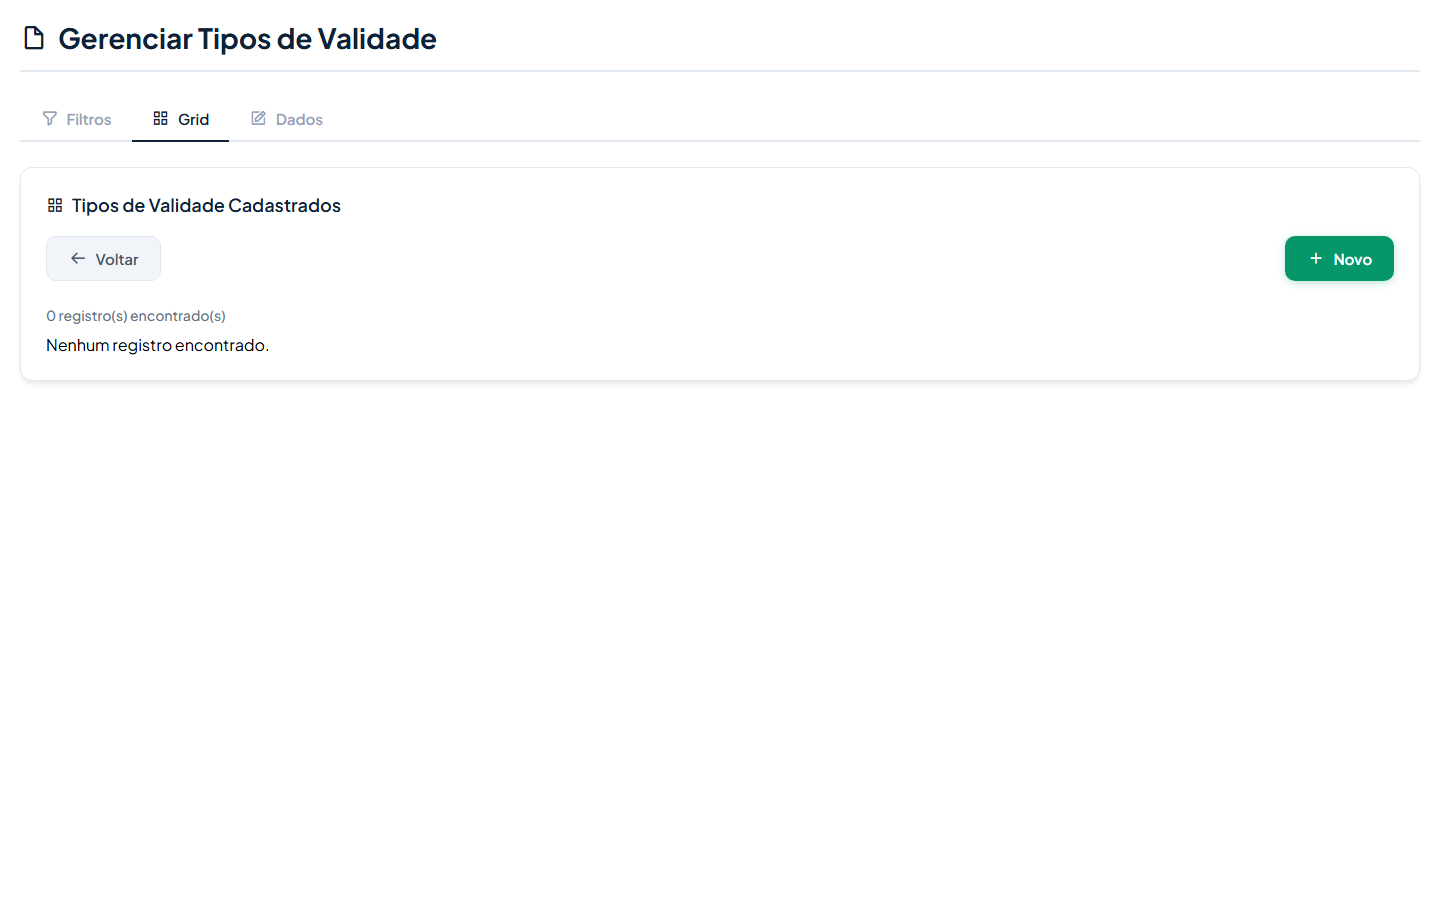 Gerenciar Tipos de Validade
Filtros Grid Dados
Tipos de Validade Cadastrados
Voltar Novo
0 registro(s) encontrado(s)
Nenhum registro encontrado.